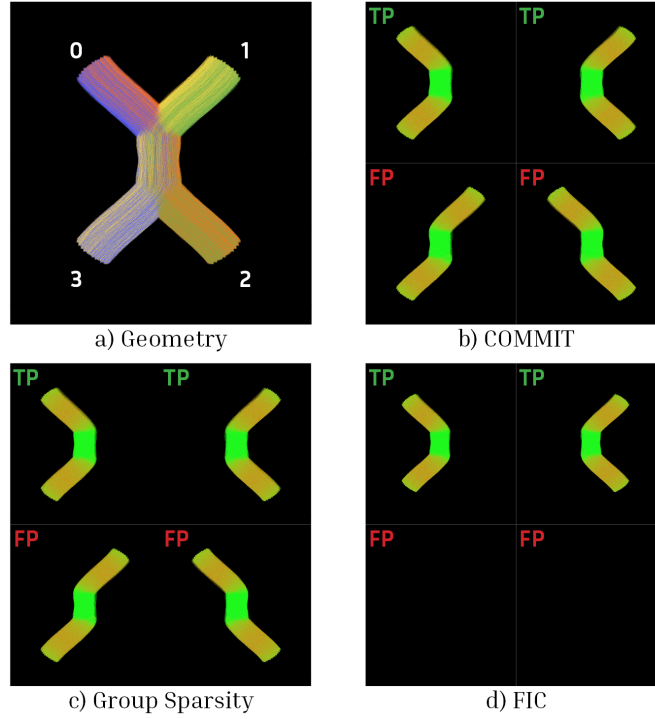 0 1
3 2
a) Geometry
TP TP
FP FP
b) COMMIT
TP TP
FP FP
c) Group Sparsity
TP TP
FP FP
d) FIC